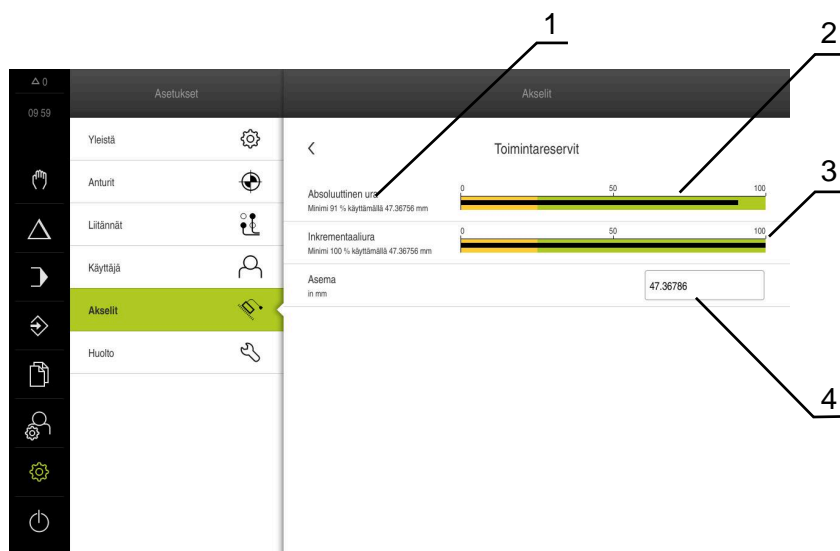 1
2
△ 0
Asetukset
Akselit
09 59
Yleistä
Toimintareservit
3
Anturit
Absoluuttinen ura
Minimi 91 % käyttämällä 47.36756 mm
0 50 100
Liitännät
Inkrementaaliura
Minimi 100 % käyttämällä 47.36756 mm
0 50 100
Käyttäjä
Asema
in mm
47.36786
Akselit
Huolto
4